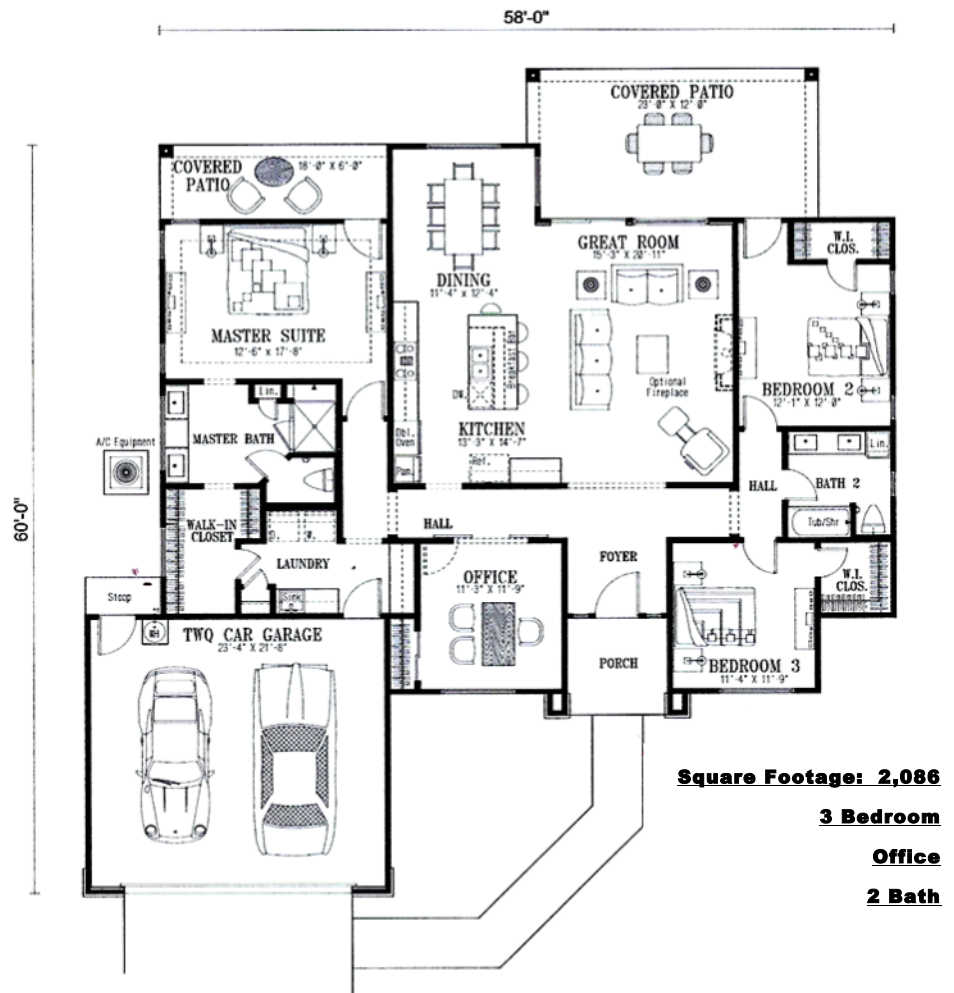 58'-0"
COVERED PATIO
23'-0" X 12'-0"
COVERED
PATIO
18'-0" X 6'-0"
W.I.
CLOS.
GREAT ROOM
15'-3" X 20'-11"
DINING
11'-4" X 12'-4"
MASTER SUITE
12'-6" X 17'-8"
Breakfast Bar
DW.
Optional
Fireplace
BEDROOM 2
12'-1" X 12'-0"
Lin.
KITCHEN
13'-3" X 14'-7"
Dbl.
Oven
Pan.
Ref.
MASTER BATH
A/C Equipment
Lin.
HALL
BATH 2
Tub/Shr
60'-0"
WALK-IN
CLOSET
D. W.
HALL
LAUNDRY
FOYER
OFFICE
11'-3" X 11'-9"
W.I.
CLOS.
Stoop
Sink
WH
TWQ CAR GARAGE
23'-4" X 21'-8"
PORCH
BEDROOM 3
11'-4" X 11'-9"
Square Footage: 2,086
3 Bedroom
Office
2 Bath